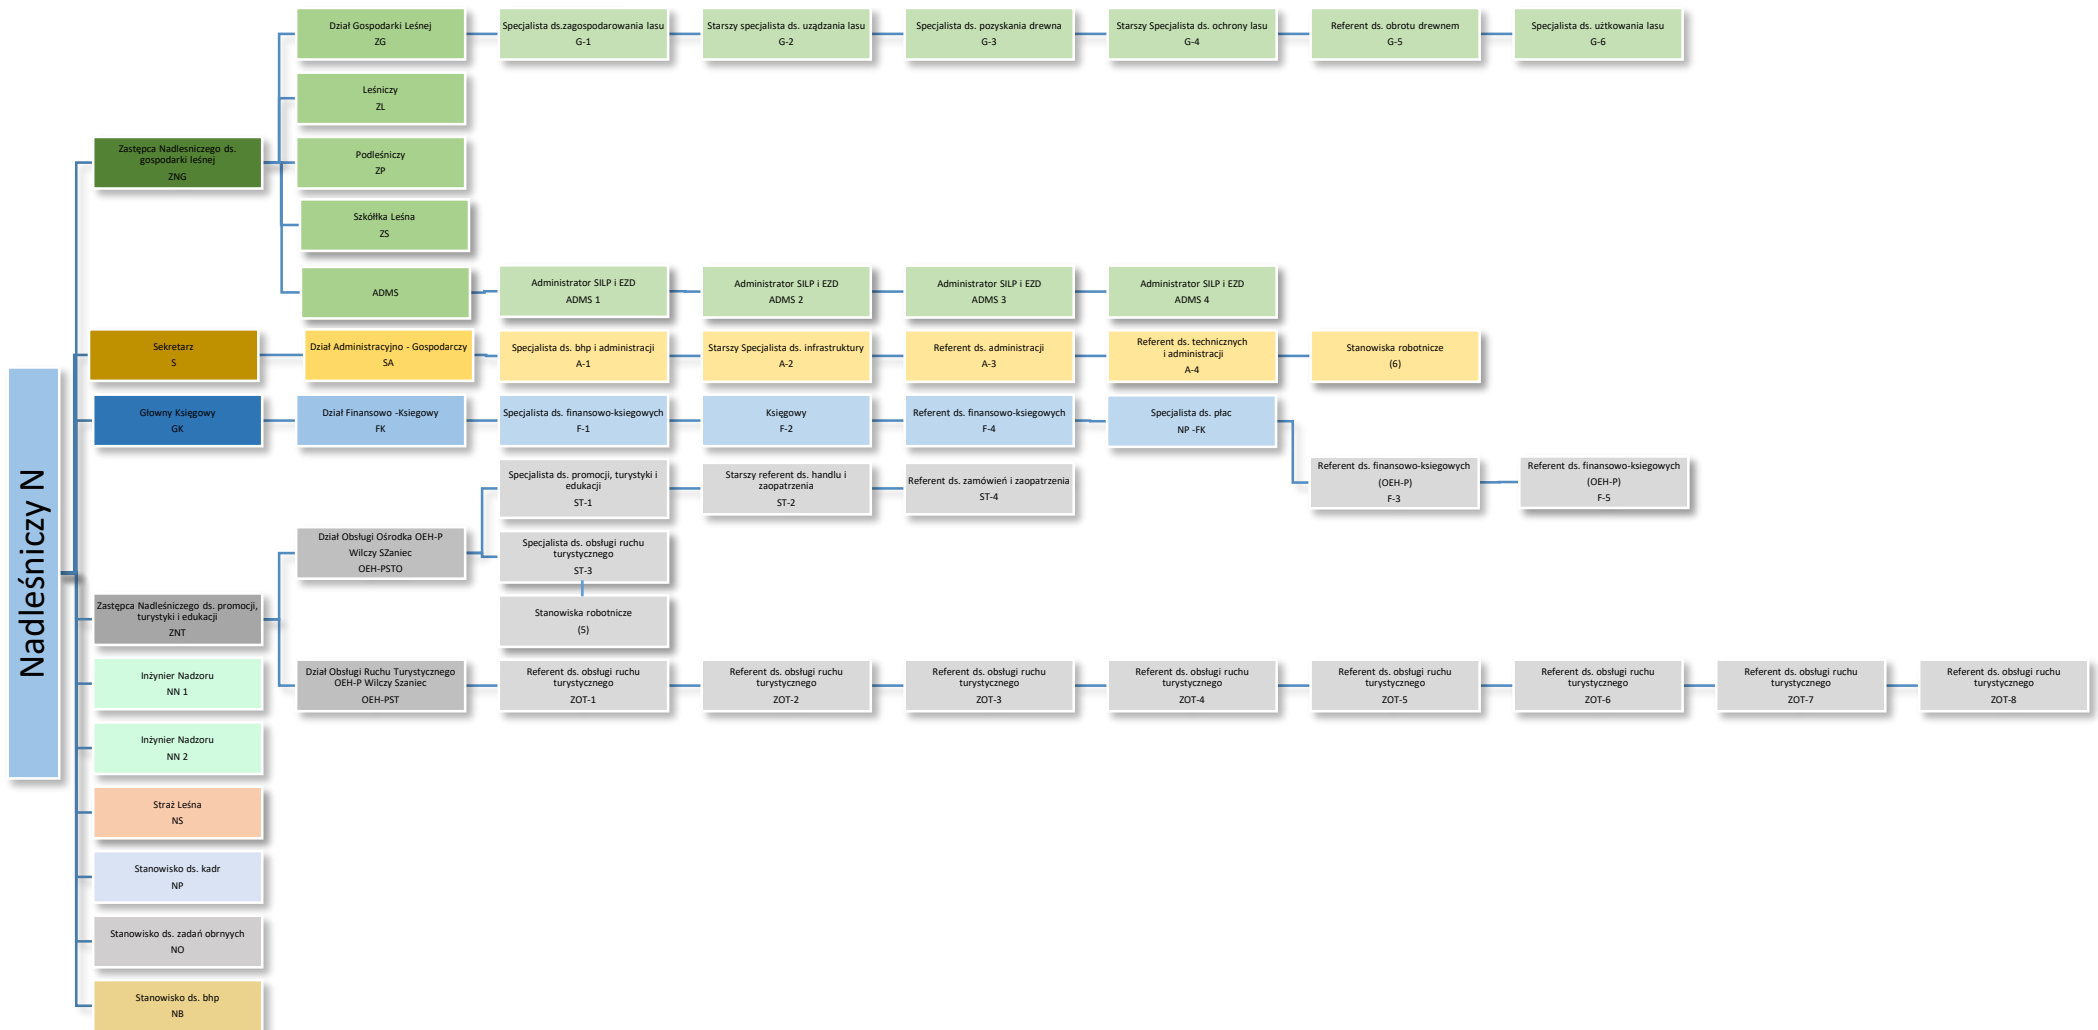 Nadleśniczy N
Zastępca Nadlesniczego ds.
gospodarki leśnej
ZNG
Dział Gospodarki Leśnej
ZG
Specjalista ds.zagospodarowania lasu
G-1
Starszy specjalista ds. uządzania lasu
G-2
Specjalista ds. pozyskania drewna
G-3
Starszy Specjalista ds. ochrony lasu
G-4
Referent ds. obrotu drewnem
G-5
Specjalista ds. użtkowania lasu
G-6
Leśniczy
ZL
Podleśniczy
ZP
Szkółłka Leśna
ZS
ADMS
Administrator SILP i EZD
ADMS 1
Administrator SILP i EZD
ADMS 2
Administrator SILP i EZD
ADMS 3
Administrator SILP i EZD
ADMS 4
Sekretarz
S
Dział Administracyjno - Gospodarczy
SA
Specjalista ds. bhp i administracji
A-1
Starszy Specjalista ds. infrastruktury
A-2
Referent ds. administracji
A-3
Referent ds. technicznych
i administracji
A-4
Stanowiska robotnicze
(6)
Głowny Księgowy
GK
Dział Finansowo -Ksiegowy
FK
Specjalista ds. finansowo-ksiegowych
F-1
Księgowy
F-2
Referent ds. finansowo-ksiegowych
F-4
Specjalista ds. płac
NP -FK
Referent ds. finansowo-ksiegowych
(OEH-P)
F-3
Referent ds. finansowo-ksiegowych
(OEH-P)
F-5
Zastępca Nadleśniczego ds. promocji,
turystyki i edukacji
ZNT
Dział Obsługi Ośrodka OEH-P
Wilczy SZaniec
OEH-PSTO
Specjalista ds. promocji, turystyki i
edukacji
ST-1
Starszy referent ds. handlu i
zaopatrzenia
ST-2
Referent ds. zamówień i zaopatrzenia
ST-4
Specjalista ds. obsługi ruchu
turystycznego
ST-3
Stanowiska robotnicze
(5)
Dział Obsługi Ruchu Turystycznego
OEH-P Wilczy Szaniec
OEH-PST
Referent ds. obsługi ruchu
turystycznego
ZOT-1
Referent ds. obsługi ruchu
turystycznego
ZOT-2
Referent ds. obsługi ruchu
turystycznego
ZOT-3
Referent ds. obsługi ruchu
turystycznego
ZOT-4
Referent ds. obsługi ruchu
turystycznego
ZOT-5
Referent ds. obsługi ruchu
turystycznego
ZOT-6
Referent ds. obsługi ruchu
turystycznego
ZOT-7
Referent ds. obsługi ruchu
turystycznego
ZOT-8
Inżynier Nadzoru
NN 1
Inżynier Nadzoru
NN 2
Straż Leśna
NS
Stanowisko ds. kadr
NP
Stanowisko ds. zadań obrnyych
NO
Stanowisko ds. bhp
NB